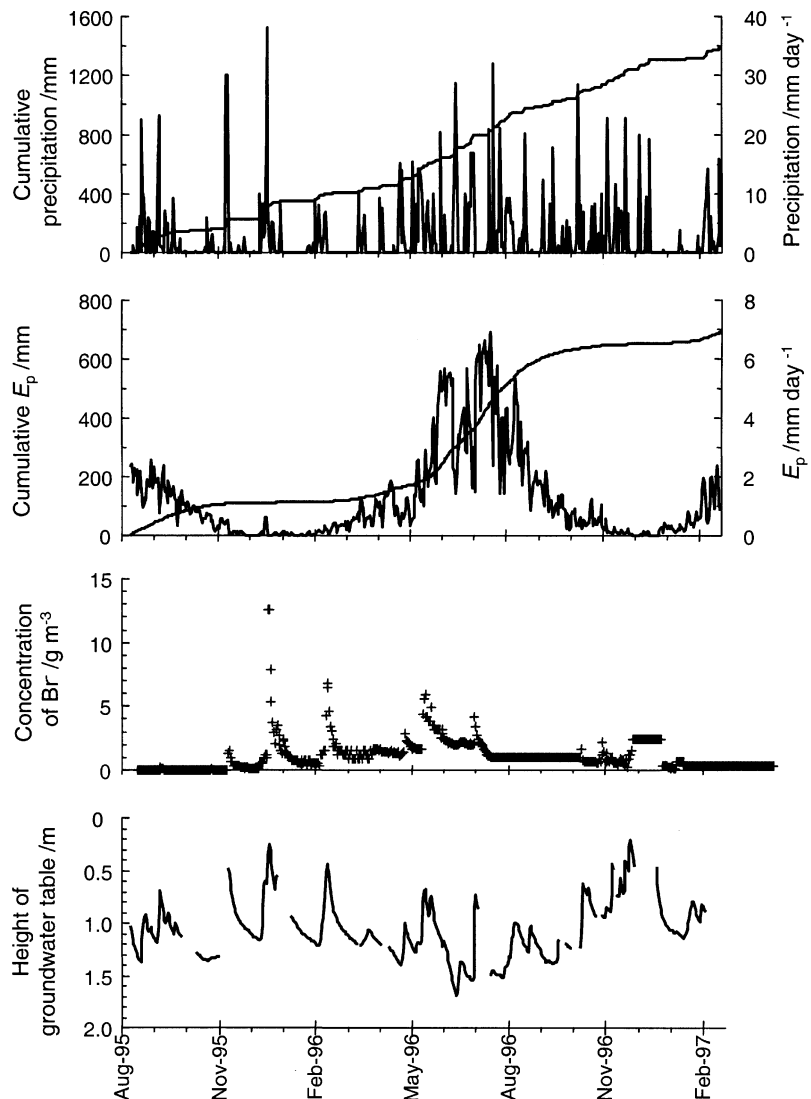 1600
1200
800
400
0
Cumulative
precipitation /mm
40
30
20
10
0
Precipitation /mm day -1
800
600
400
200
0
Cumulative Ep /mm
8
6
4
2
0
Ep /mm day -1
15
10
5
0
Concentration
of Br- /g m-3
0
0.5
1.0
1.5
2.0
Height of
groundwater table /m
Aug-95
Nov-95
Feb-96
May-96
Aug-96
Nov-96
Feb-97